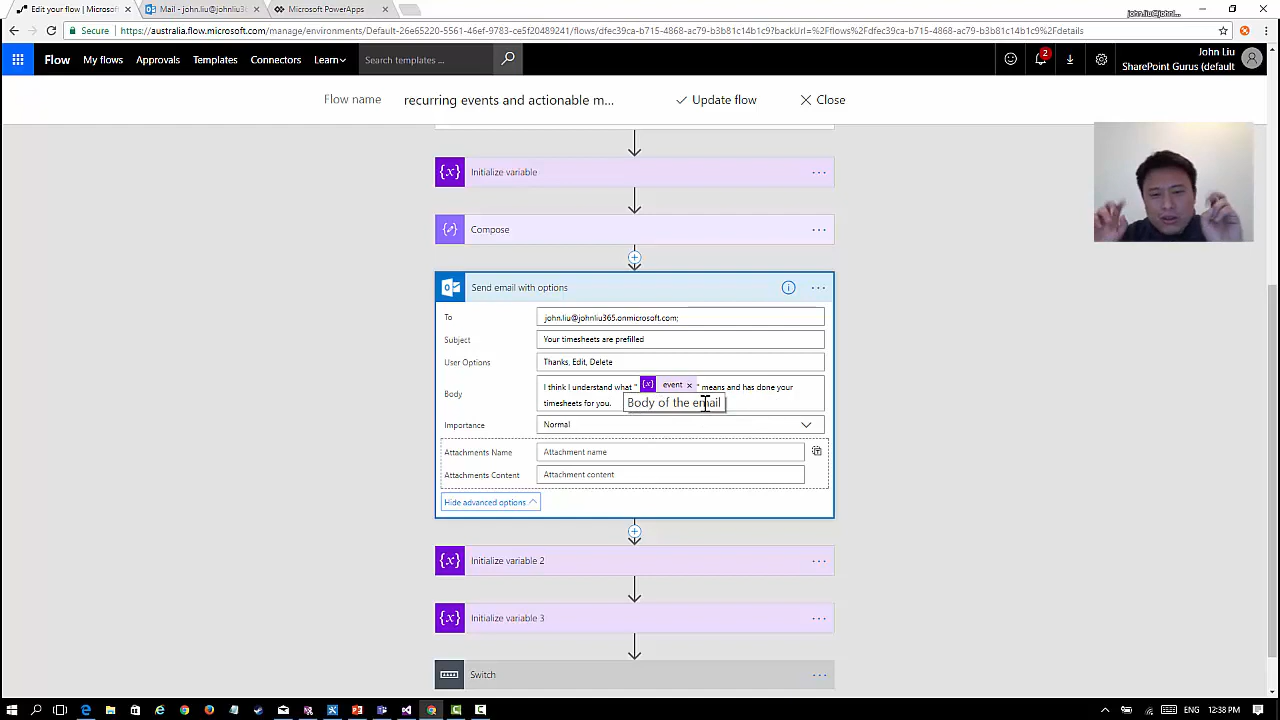 Edit your flow | Microsoft
Mail - john.liu@johnliu3
Microsoft PowerApps
john.liu@john...
Secure
https://australia.flow.microsoft.com/manage/environments/Default-26e65220-5561-46ef-9783-ce5f20489241/flows/dfec39ca-b715-4868-ac79-b3b81c14b1c9?backUrl=%2Fflows%2Fdfec39ca-b715-4868-ac79-b3b81c14b1c9%2Fdetails
Flow
My flows
Approvals
Templates
Connectors
Learn
Search templates ...
2
John Liu
SharePoint Gurus (default
Flow name
recurring events and actionable m...
Update flow
Close
{x} Initialize variable ...
Compose ...
Send email with options ...
To
john.liu@johnliu365.onmicrosoft.com;
Subject
Your timesheets are prefilled
User Options
Thanks, Edit, Delete
Body
I think I understand what " {x} event x " means and has done your
timesheets for you.
Body of the email
Importance
Normal
Attachments Name
Attachment name
Attachments Content
Attachment content
Hide advanced options
{x} Initialize variable 2 ...
{x} Initialize variable 3 ...
Switch ...
ENG
12:38 PM